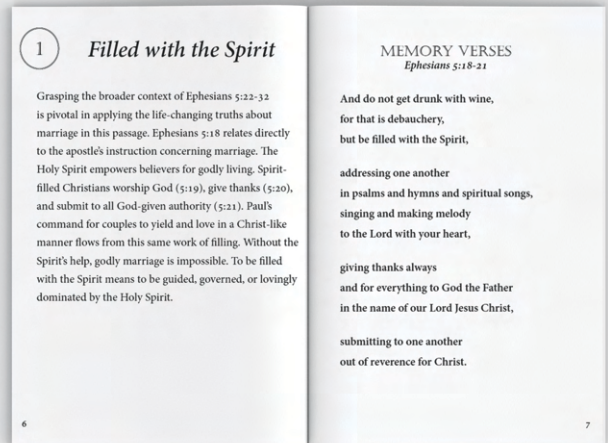 1
Filled with the Spirit
Grasping the broader context of Ephesians 5:22-32
is pivotal in applying the life-changing truths about
marriage in this passage. Ephesians 5:18 relates directly
to the apostle's instruction concerning marriage. The
Holy Spirit empowers believers for godly living. Spirit-
filled Christians worship God (5:19), give thanks (5:20),
and submit to all God-given authority (5:21). Paul's
command for couples to yield and love in a Christ-like
manner flows from this same work of filling. Without the
Spirit's help, godly marriage is impossible. To be filled
with the Spirit means to be guided, governed, or lovingly
dominated by the Holy Spirit.
6
MEMORY VERSES
Ephesians 5:18-21
And do not get drunk with wine,
for that is debauchery,
but be filled with the Spirit,
addressing one another
in psalms and hymns and spiritual songs,
singing and making melody
to the Lord with your heart,
giving thanks always
and for everything to God the Father
in the name of our Lord Jesus Christ,
submitting to one another
out of reverence for Christ.
7